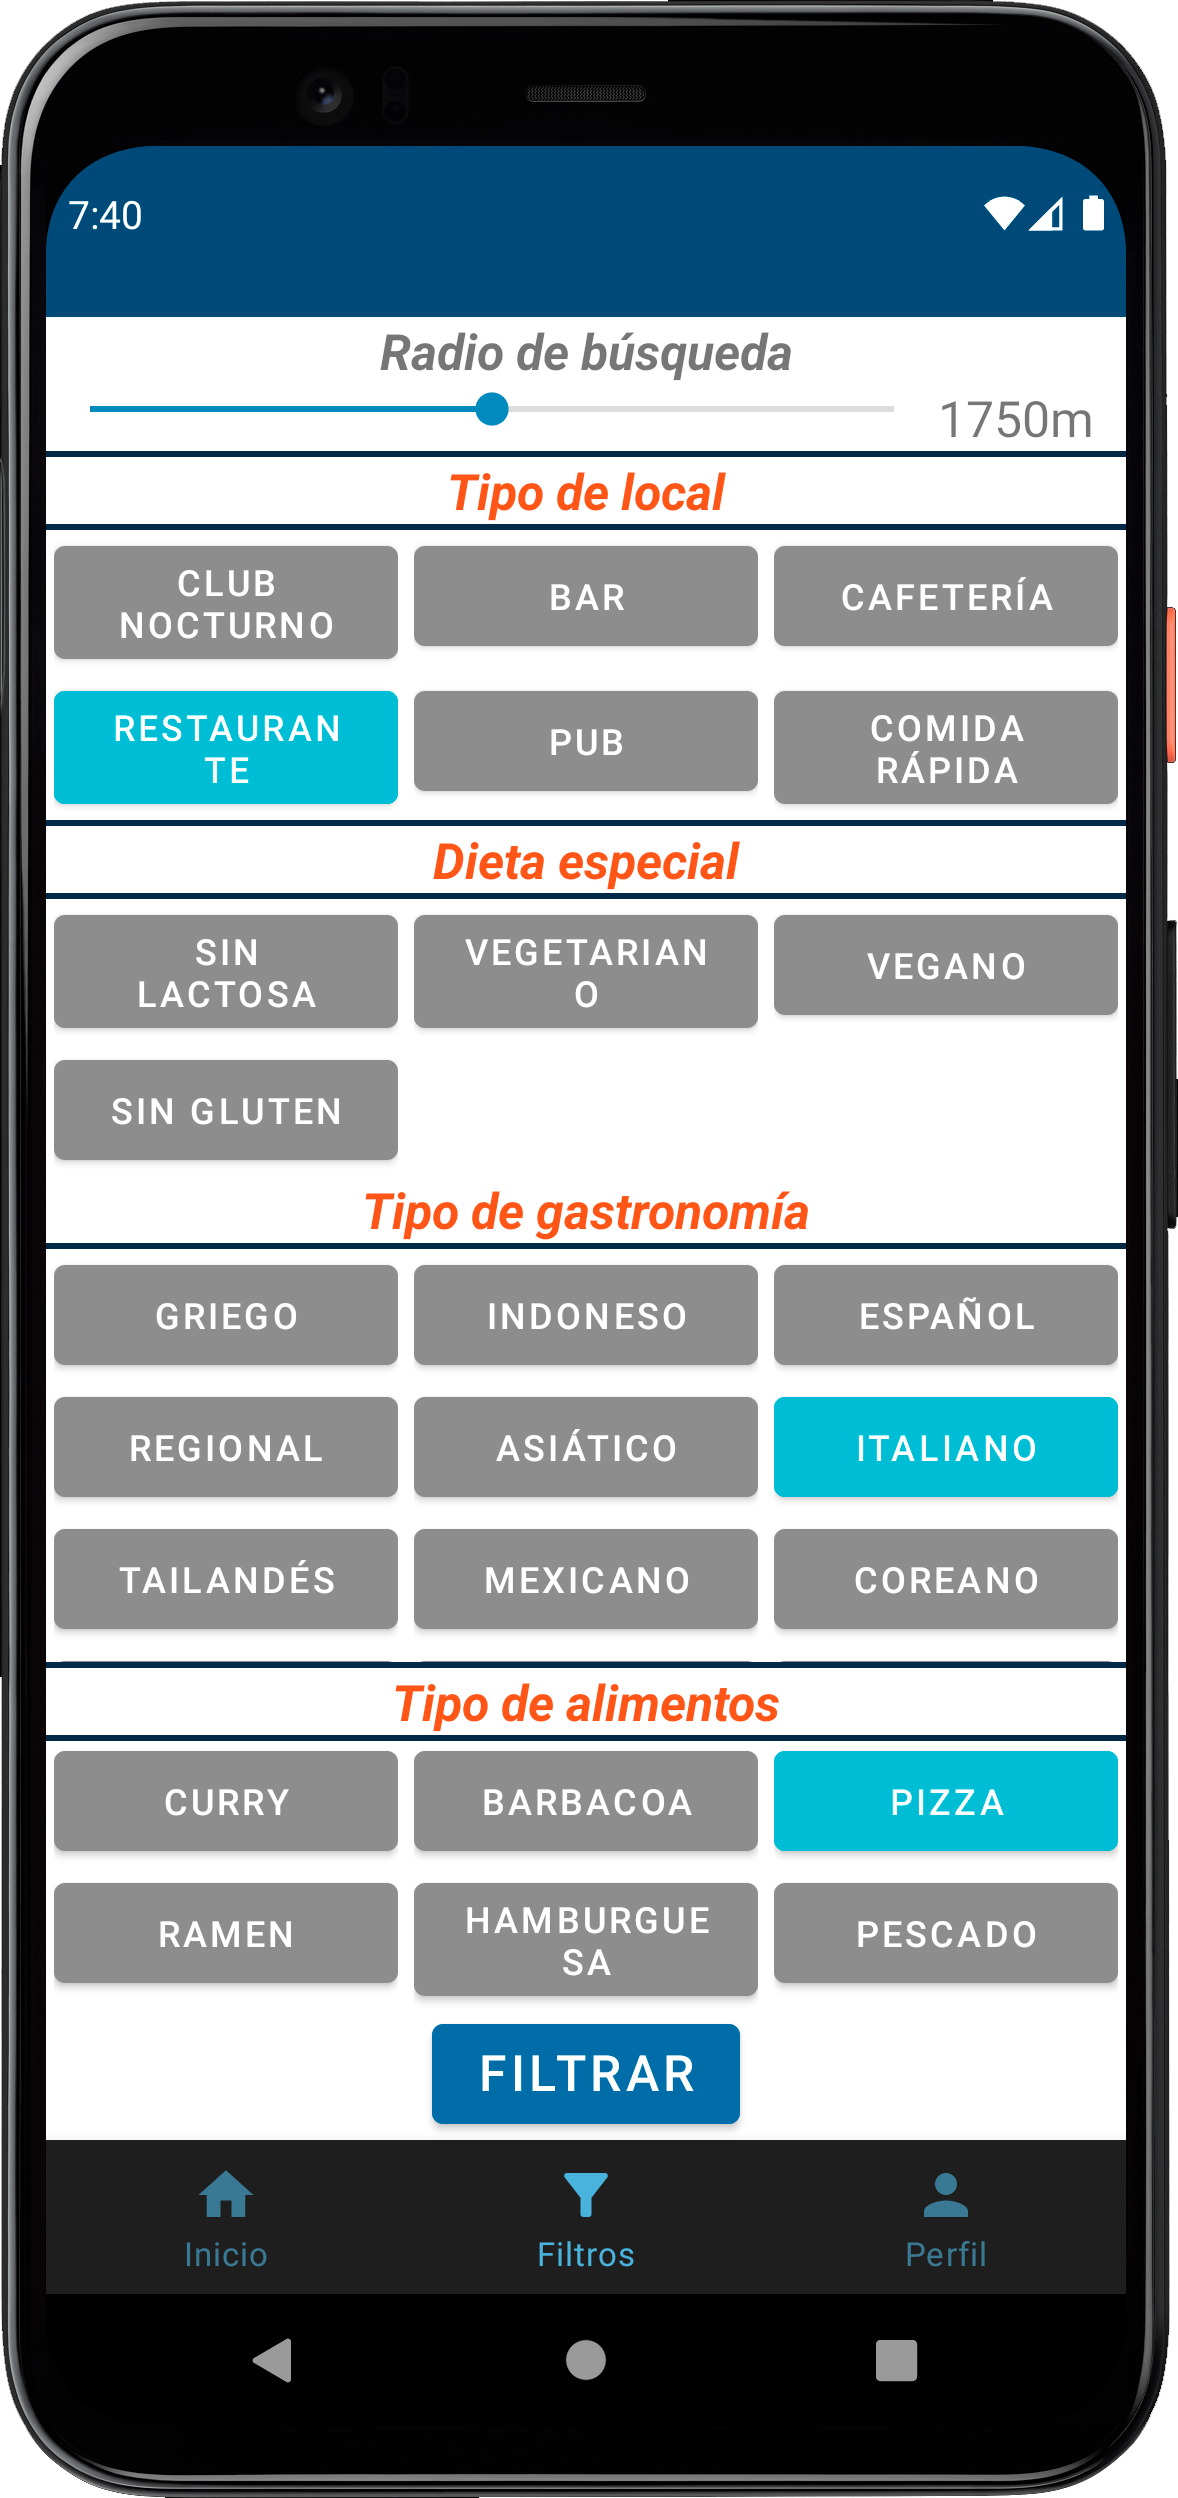 7:40
Radio de búsqueda
1750m
Tipo de local
CLUB
NOCTURNO
BAR
CAFETERÍA
RESTAURAN
TE
PUB
COMIDA
RÁPIDA
Dieta especial
SIN
LACTOSA
VEGETARIAN
O
VEGANO
SIN GLUTEN
Tipo de gastronomía
GRIEGO
INDONESO
ESPAÑOL
REGIONAL
ASIÁTICO
ITALIANO
TAILANDÉS
MEXICANO
COREANO
Tipo de alimentos
CURRY
BARBACOA
PIZZA
RAMEN
HAMBURGUE
SA
PESCADO
FILTRAR
Inicio
Filtros
Perfil